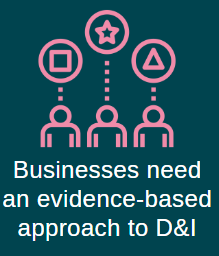 Businesses need
an evidence-based
approach to D&I